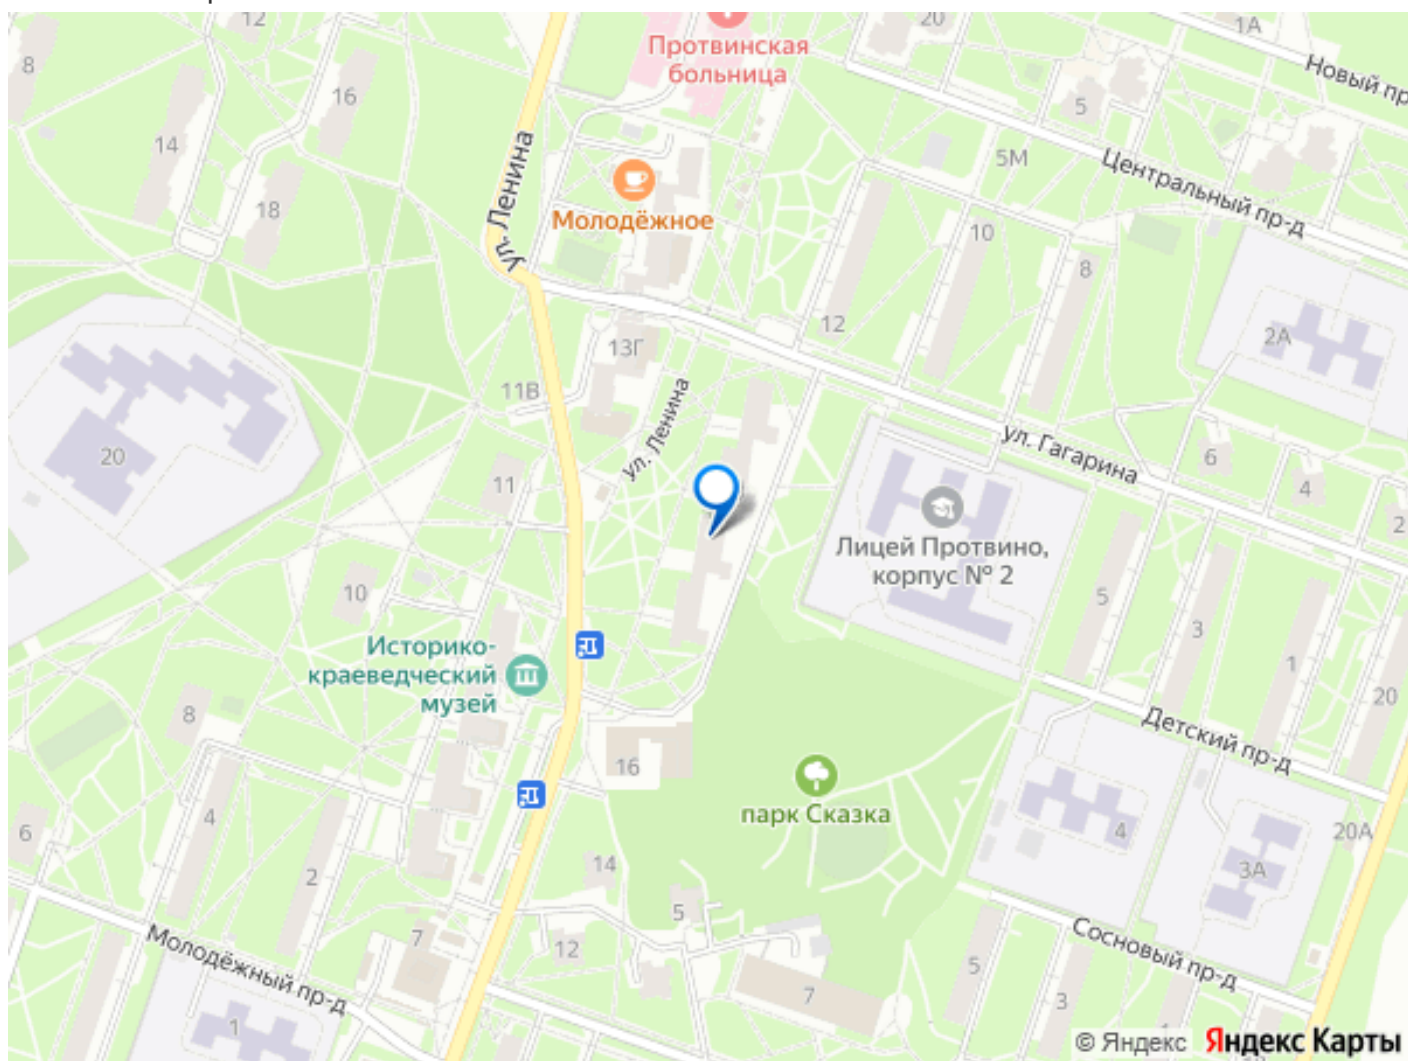 12
20
1А
8
Протвинская
больница
Новый пр
16
5
14
ул. Ленина
5М
Центральный пр-д
Молодёжное
18
10
8
12
2А
13Г
11В
ул. Ленина
ул. Гагарина
20
11
6
4
2
Лицей Протвино,
корпус № 2
10
5
3
Историко-
краеведческий
музей
1
8
20
Детский пр-д
16
парк Сказка
4
6
4
20А
14
2
3А
5
7
Молодёжный пр-д
12
5
Сосновый пр-д
7
3
1
© Яндекс Яндекс Карты